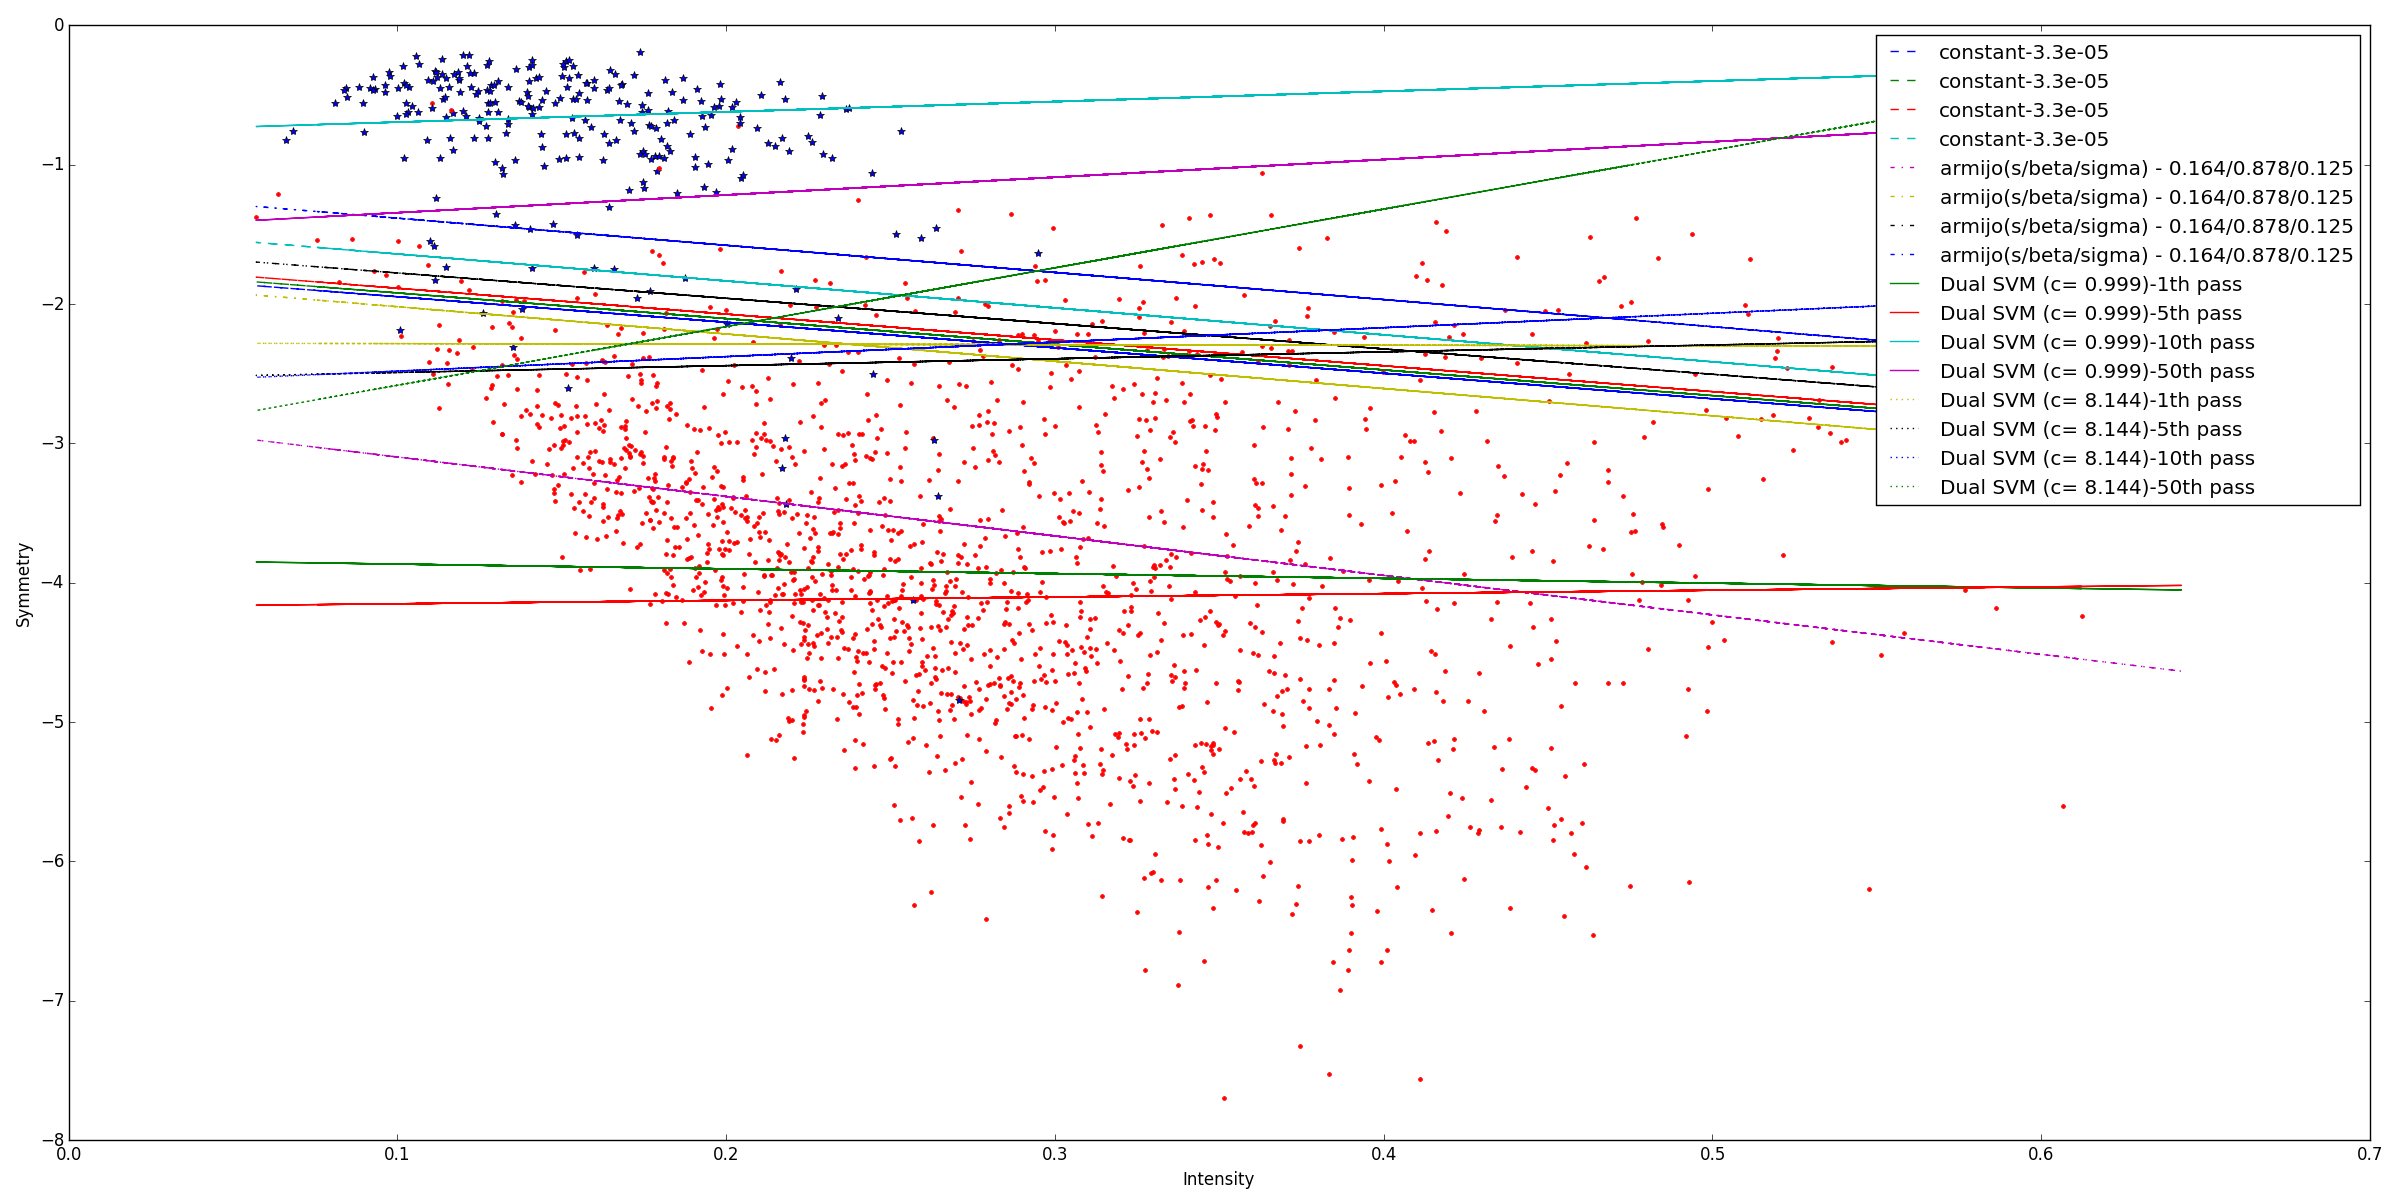 0
−1
−2
−3
−4
−5
−6
−7
−8
Symmetry
0.0 0.1 0.2 0.3 0.4 0.5 0.6 0.7
Intensity
constant-3.3e-05
constant-3.3e-05
constant-3.3e-05
constant-3.3e-05
armijo(s/beta/sigma) - 0.164/0.878/0.125
armijo(s/beta/sigma) - 0.164/0.878/0.125
armijo(s/beta/sigma) - 0.164/0.878/0.125
armijo(s/beta/sigma) - 0.164/0.878/0.125
Dual SVM (c= 0.999)-1th pass
Dual SVM (c= 0.999)-5th pass
Dual SVM (c= 0.999)-10th pass
Dual SVM (c= 0.999)-50th pass
Dual SVM (c= 8.144)-1th pass
Dual SVM (c= 8.144)-5th pass
Dual SVM (c= 8.144)-10th pass
Dual SVM (c= 8.144)-50th pass